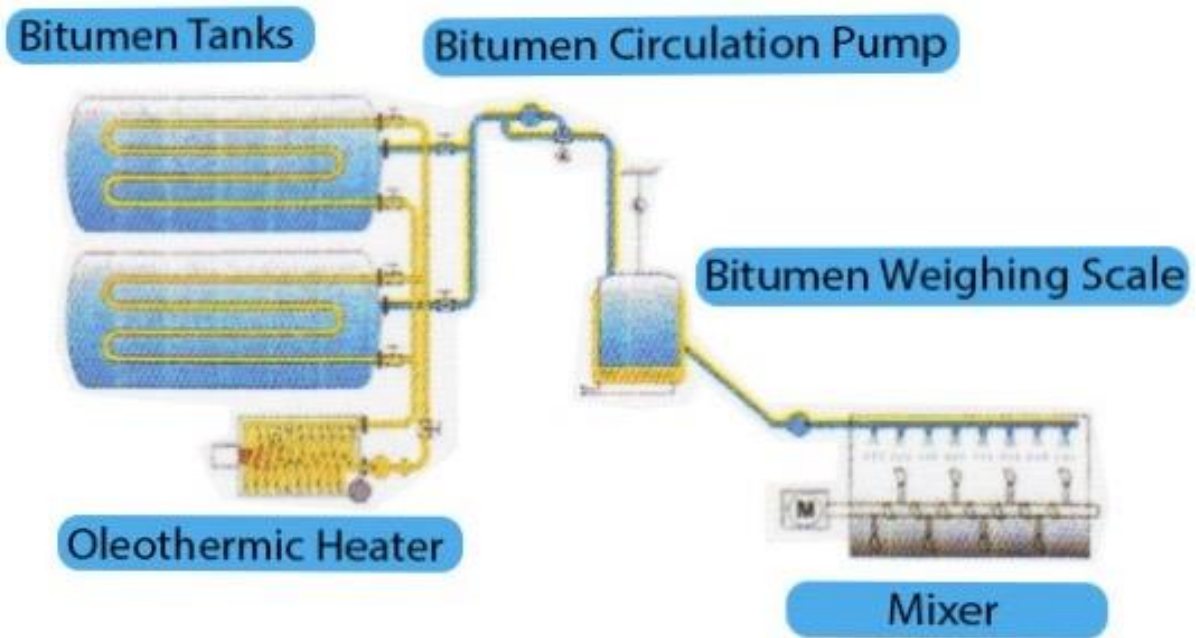 Bitumen Tanks
Bitumen Circulation Pump
Bitumen Weighing Scale
M
Oleothermic Heater
Mixer